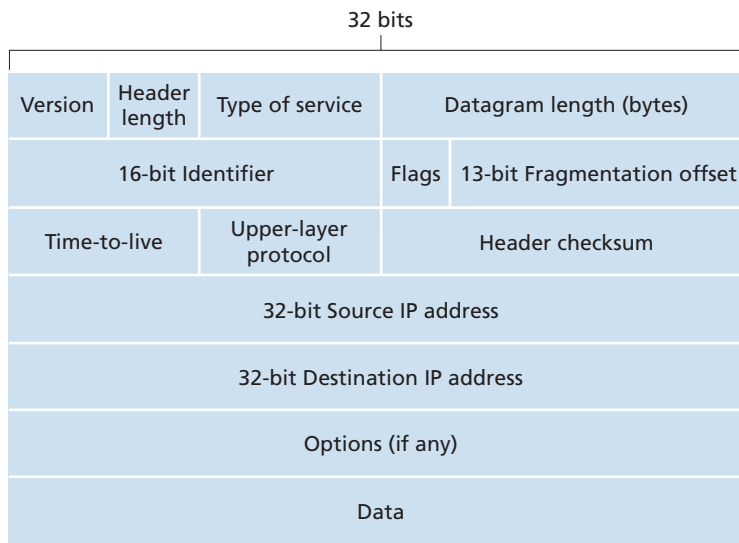 32 bits
Version
Header
length
Type of service
Datagram length (bytes)
16-bit Identifier
Flags
13-bit Fragmentation offset
Time-to-live
Upper-layer
protocol
Header checksum
32-bit Source IP address
32-bit Destination IP address
Options (if any)
Data